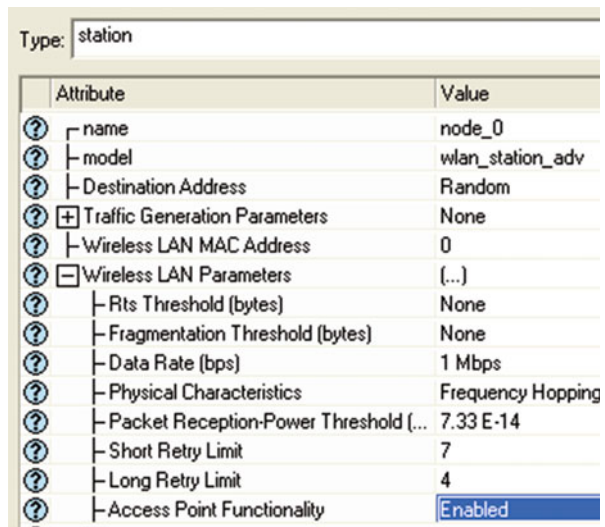 Type: station
Attribute Value
name node_0
model wlan_station_adv
Destination Address Random
Traffic Generation Parameters None
Wireless LAN MAC Address 0
Wireless LAN Parameters (...)
Rts Threshold (bytes) None
Fragmentation Threshold (bytes) None
Data Rate (bps) 1 Mbps
Physical Characteristics Frequency Hopping
Packet Reception-Power Threshold (... 7.33 E-14
Short Retry Limit 7
Long Retry Limit 4
Access Point Functionality Enabled